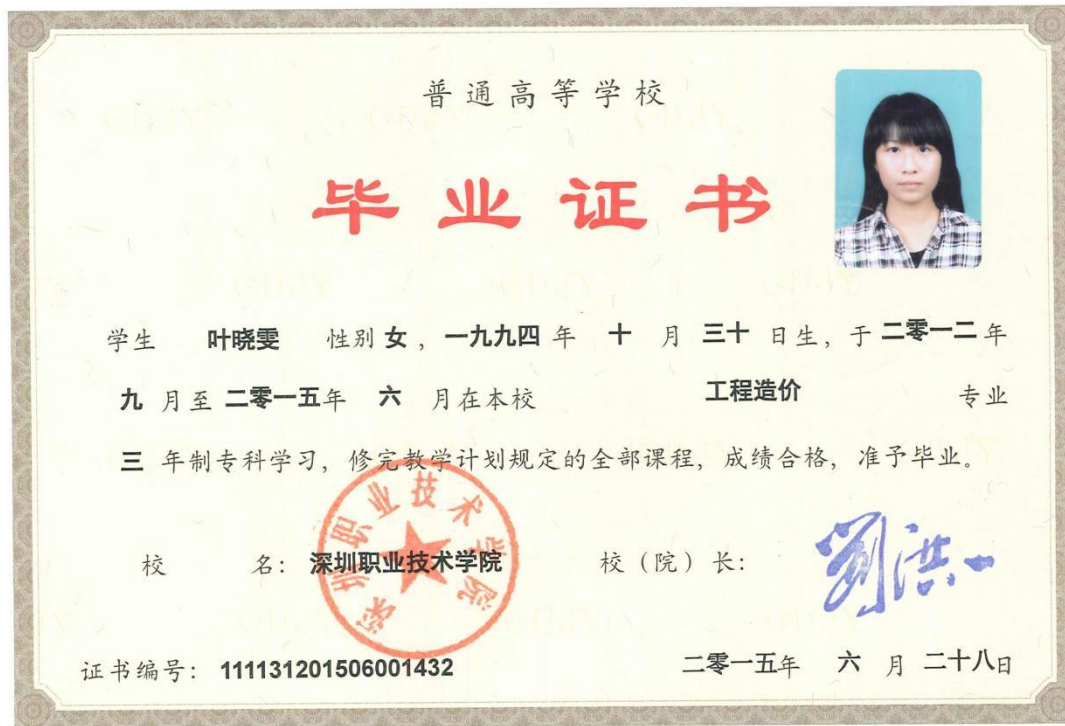 普通高等学校
毕业证书
学生 叶晓雯 性别 女，一九九四 年 十 月 三十 日生，于 二零一二 年
九 月至 二零一五 年 六 月在本校 工程造价 专业
三 年制专科学习，修完教学计划规定的全部课程，成绩合格，准予毕业。
深圳职业技术学院
校 名：深圳职业技术学院 校（院）长：刘洪一
证书编号：111131201506001432 二零一五年 六 月 二十八日